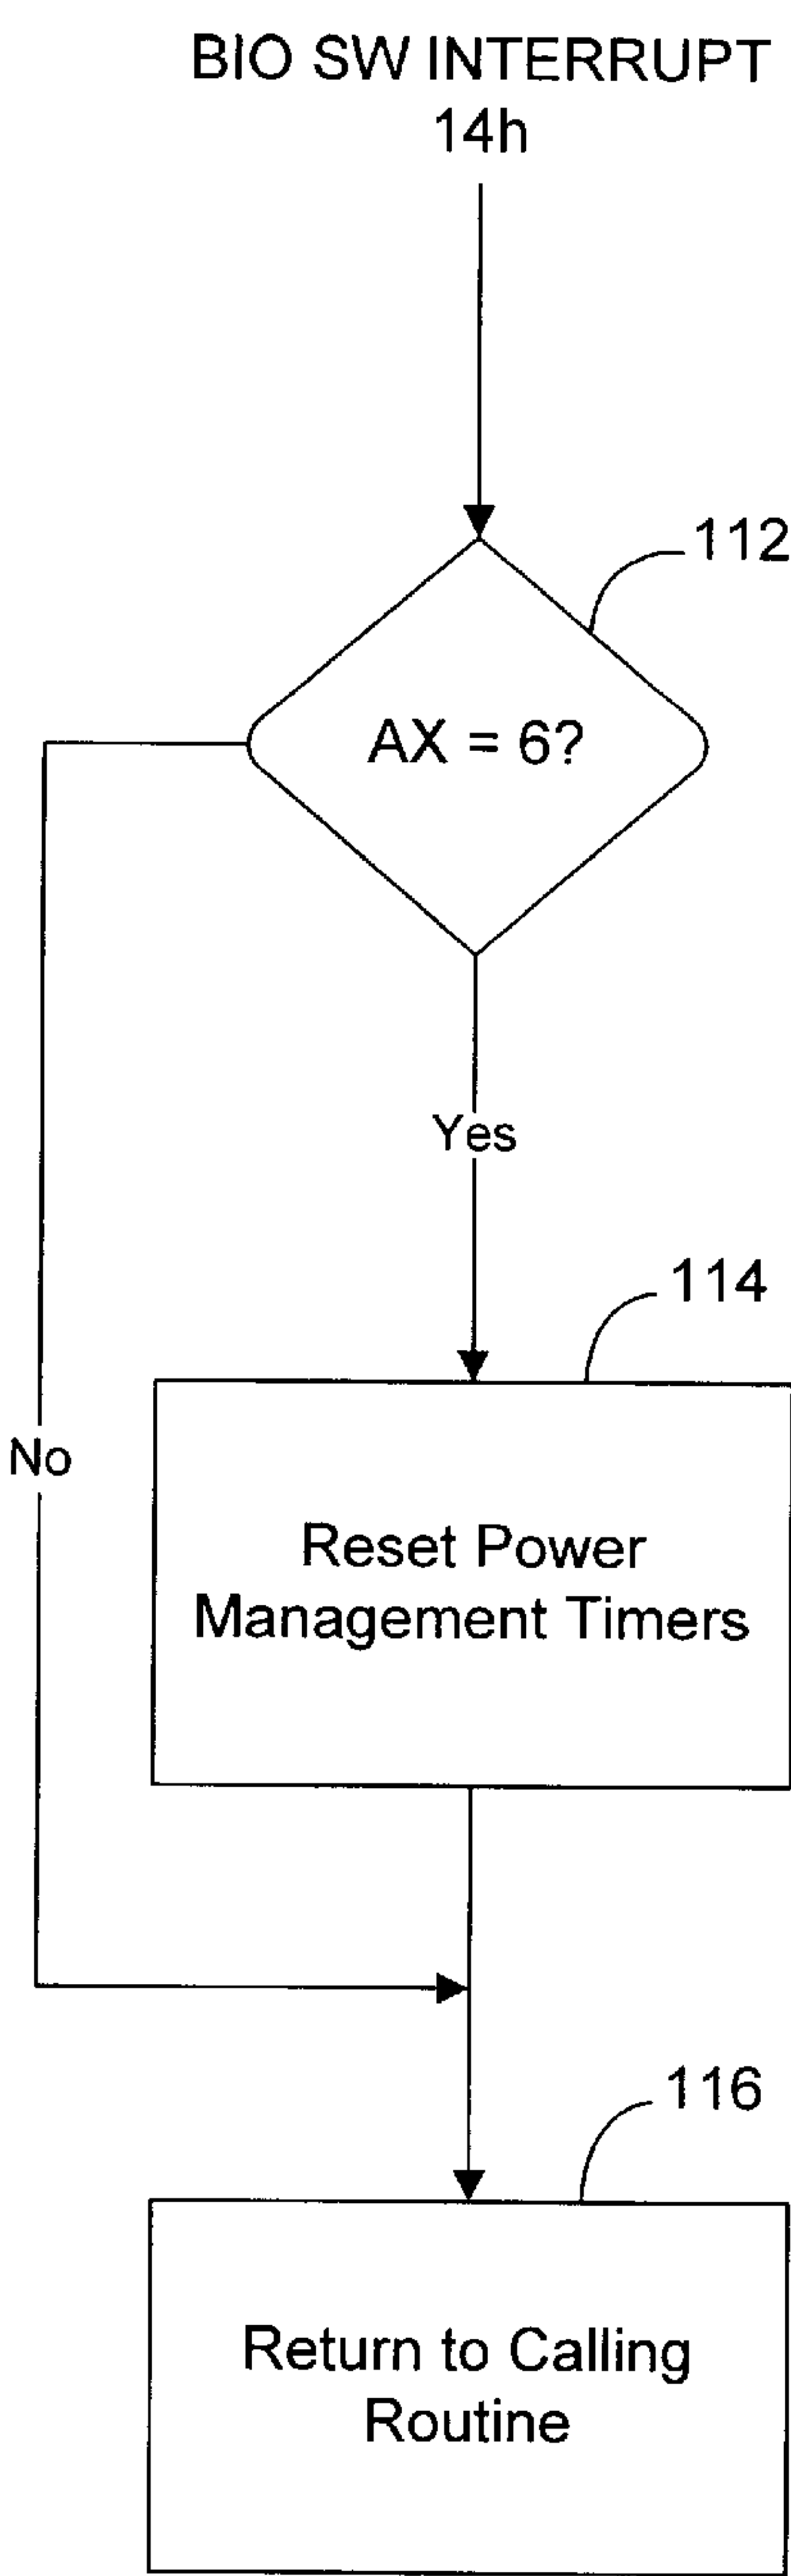 BIO SW INTERRUPT
14h
112
AX = 6?
Yes
114
No
Reset Power
Management Timers
116
Return to Calling
Routine